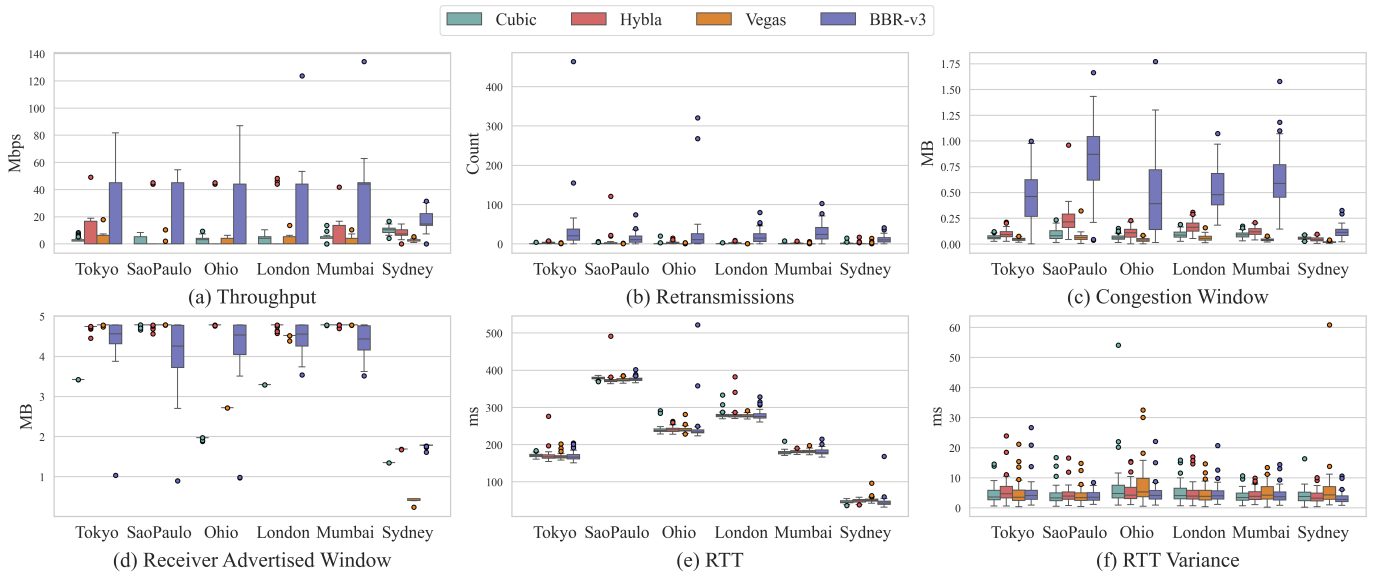 Cubic Hybla Vegas BBR-v3
140
120
100
80
60
40
20
0
Mbps
Tokyo SaoPaulo Ohio London Mumbai Sydney
(a) Throughput
400
300
200
100
0
Count
Tokyo SaoPaulo Ohio London Mumbai Sydney
(b) Retransmissions
1.75
1.50
1.25
1.00
0.75
0.50
0.25
0.00
MB
Tokyo SaoPaulo Ohio London Mumbai Sydney
(c) Congestion Window
5
4
3
2
1
MB
Tokyo SaoPaulo Ohio London Mumbai Sydney
(d) Receiver Advertised Window
500
400
300
200
100
ms
Tokyo SaoPaulo Ohio London Mumbai Sydney
(e) RTT
60
50
40
30
20
10
0
ms
Tokyo SaoPaulo Ohio London Mumbai Sydney
(f) RTT Variance